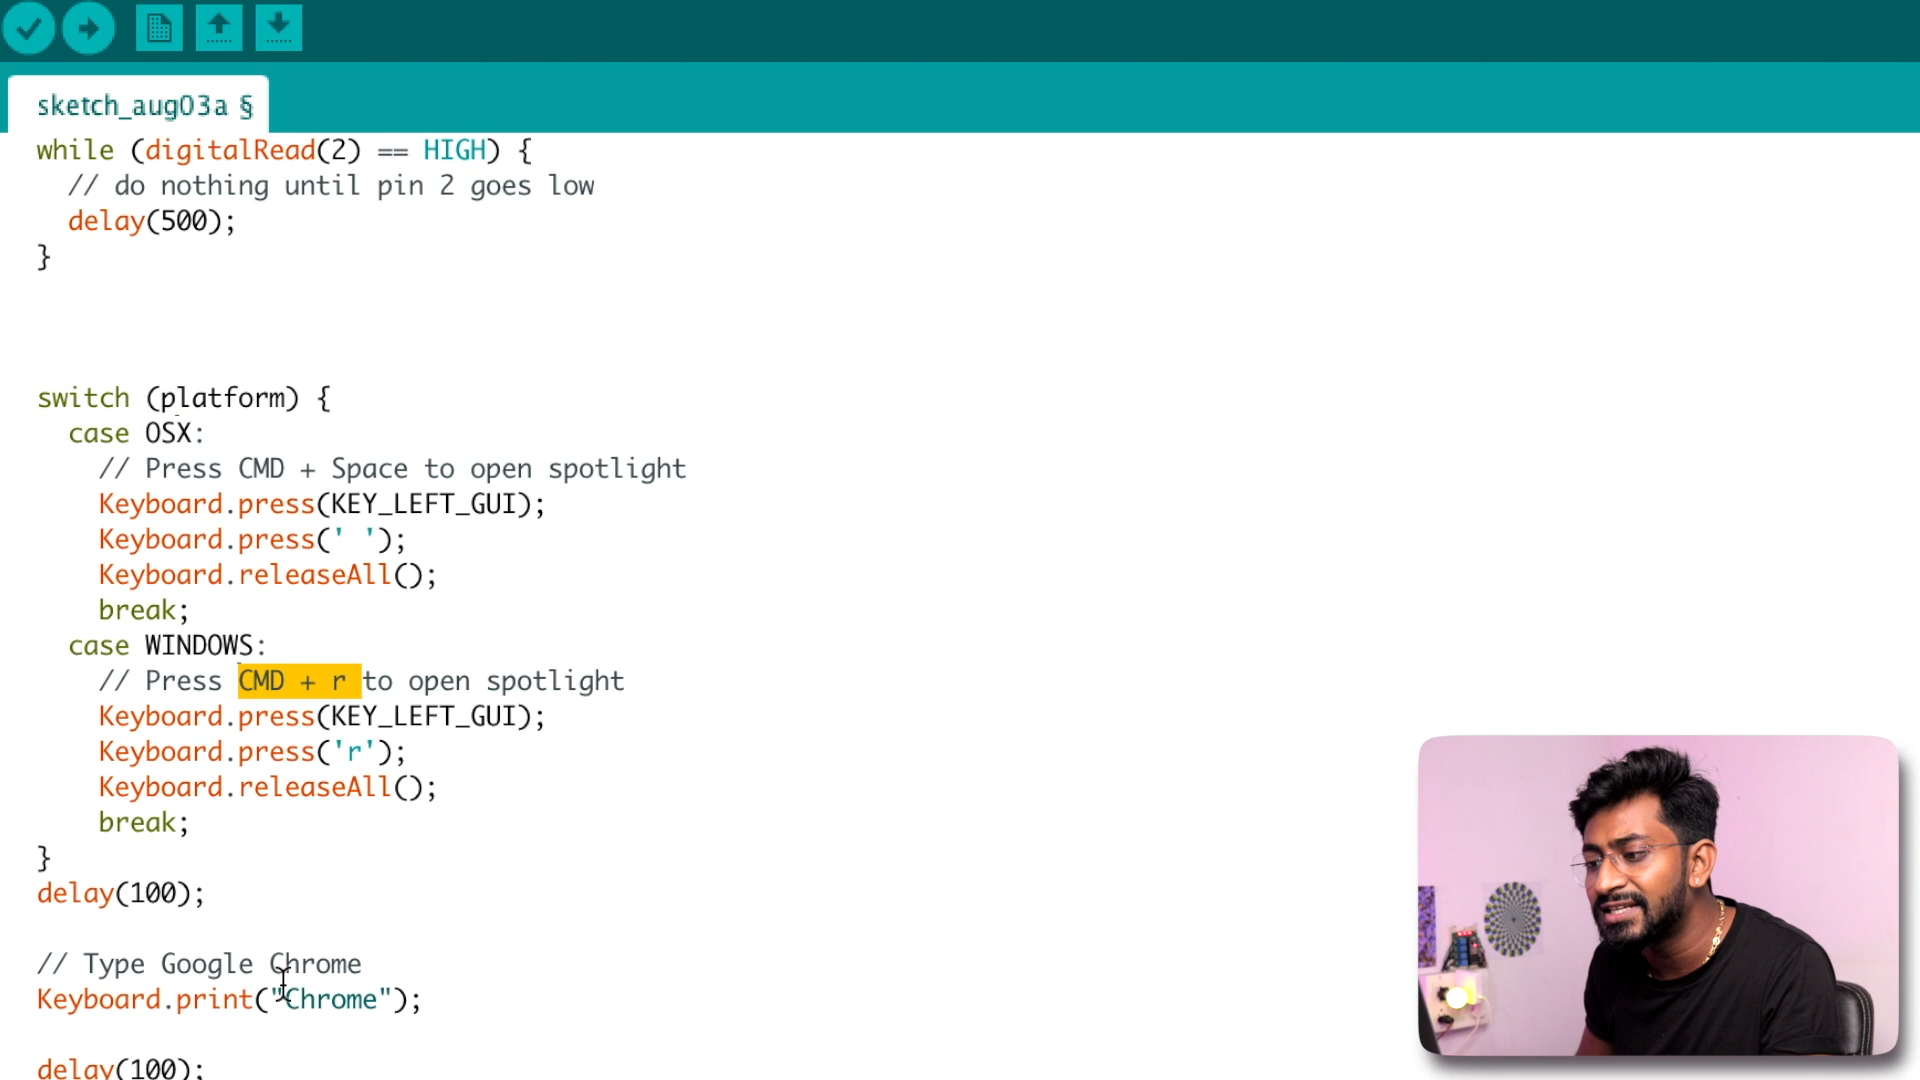 sketch_aug03a §
while (digitalRead(2) == HIGH) {
// do nothing until pin 2 goes low
delay(500);
}
switch (platform) {
case OSX:
// Press CMD + Space to open spotlight
Keyboard.press(KEY_LEFT_GUI);
Keyboard.press(' ');
Keyboard.releaseAll();
break;
case WINDOWS:
// Press CMD + r to open spotlight
Keyboard.press(KEY_LEFT_GUI);
Keyboard.press('r');
Keyboard.releaseAll();
break;
}
delay(100);
// Type Google Chrome
Keyboard.print("Chrome");
delay(100);